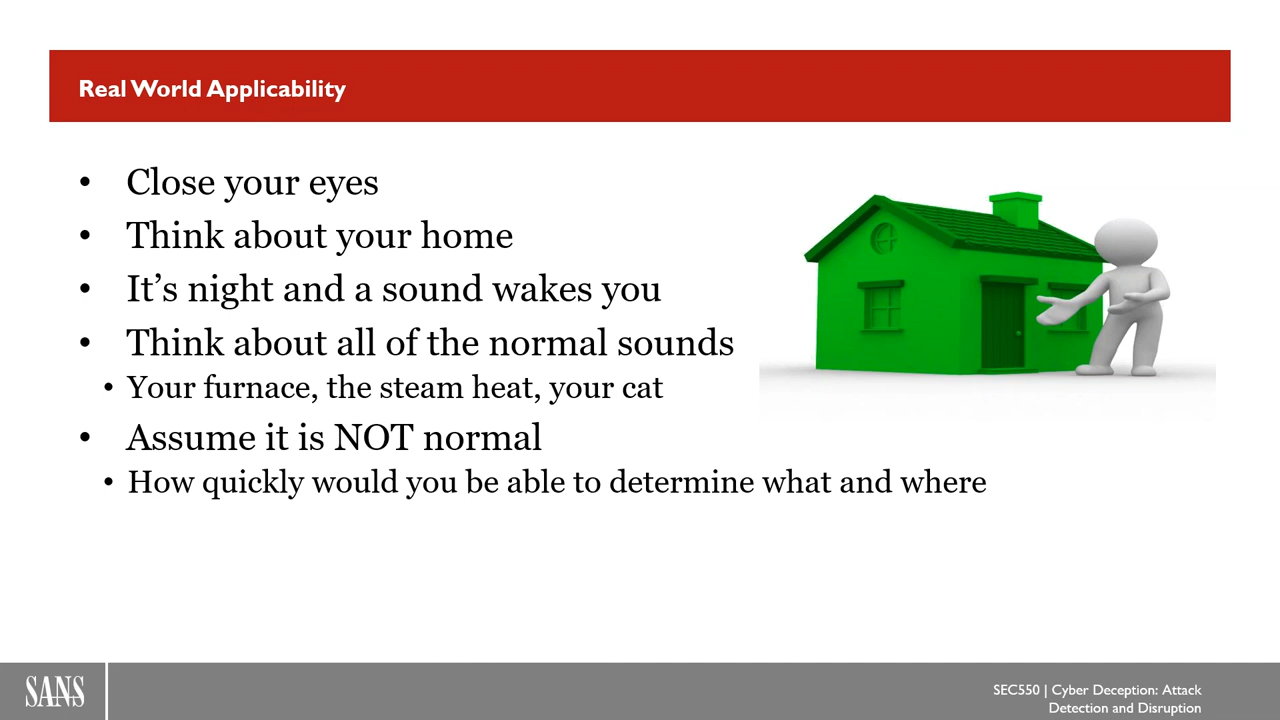 Real World Applicability
• Close your eyes
• Think about your home
• It’s night and a sound wakes you
• Think about all of the normal sounds
• Your furnace, the steam heat, your cat
• Assume it is NOT normal
• How quickly would you be able to determine what and where
SANS
SEC550 | Cyber Deception: Attack
Detection and Disruption